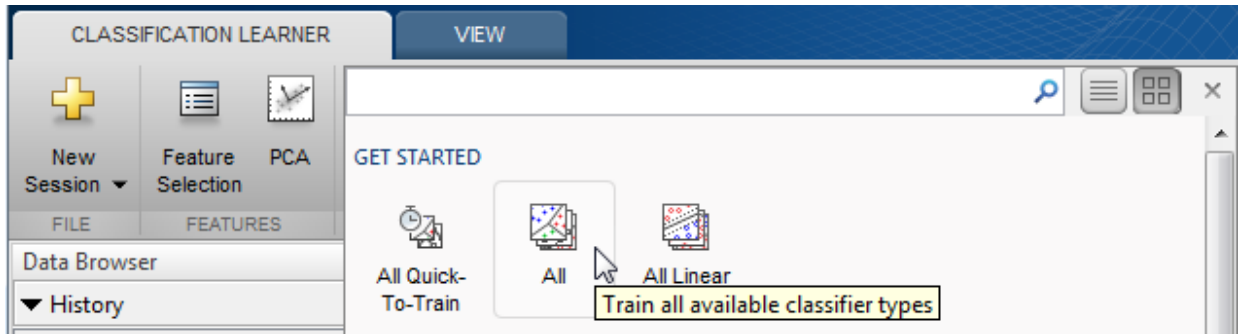 CLASSIFICATION LEARNER
VIEW
New
Session
Feature
Selection
PCA
FILE
FEATURES
GET STARTED
All Quick-
To-Train
All
All Linear
Train all available classifier types
Data Browser
History